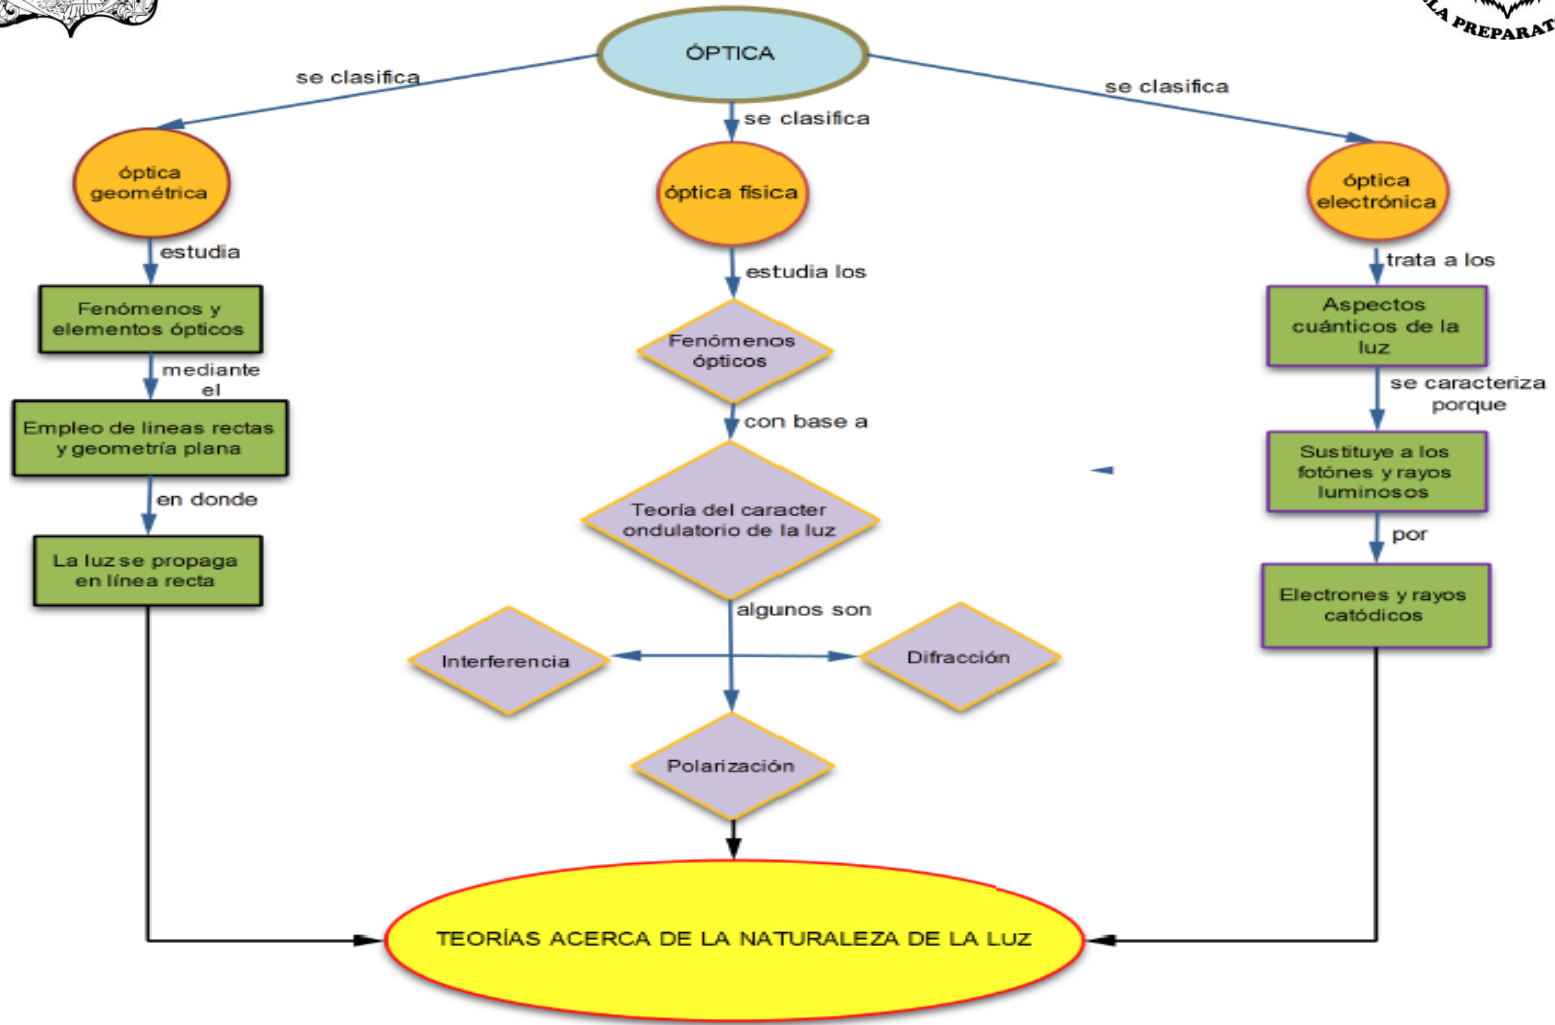 ÓPTICA
se clasifica
se clasifica
se clasifica
óptica
geométrica
estudia
Fenómenos y
elementos ópticos
mediante
el
Empleo de lineas rectas
y geometría plana
en donde
La luz se propaga
en línea recta
óptica física
estudia los
Fenómenos
ópticos
con base a
Teoría del caracter
ondulatorio de la luz
algunos son
Interferencia
Difracción
Polarización
óptica
electrónica
trata a los
Aspectos
cuánticos de la
luz
se caracteriza
porque
Sustituye a los
fotónes y rayos
luminosos
por
Electrones y rayos
catódicos
TEORÍAS ACERCA DE LA NATURALEZA DE LA LUZ